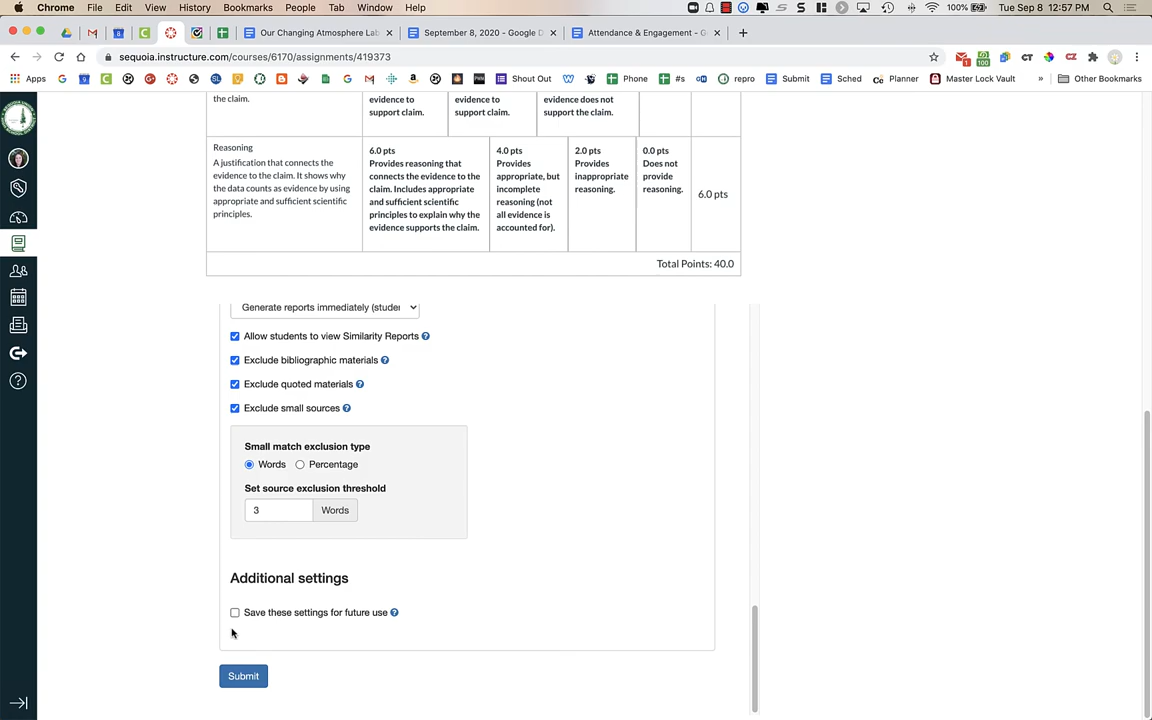 Chrome File Edit View History Bookmarks People Tab Window Help 100% Tue Sep 8 12:57 PM
Our Changing Atmosphere Lab September 8, 2020 - Google D Attendance & Engagement - G
sequoia.instructure.com/courses/6170/assignments/419373
Apps Shout Out Phone #s repro Submit Sched Planner Master Lock Vault » Other Bookmarks
the claim.
evidence to
support claim.
evidence to
support claim.
evidence does not
support the claim.
Reasoning
A justification that connects the
evidence to the claim. It shows why
the data counts as evidence by using
appropriate and sufficient scientific
principles.
6.0 pts
Provides reasoning that
connects the evidence to the
claim. Includes appropriate
and sufficient scientific
principles to explain why the
evidence supports the claim.
4.0 pts
Provides
appropriate, but
incomplete
reasoning (not
all evidence is
accounted for).
2.0 pts
Provides
inappropriate
reasoning.
0.0 pts
Does not
provide
reasoning.
6.0 pts
Total Points: 40.0
Generate reports immediately (studer
Allow students to view Similarity Reports
Exclude bibliographic materials
Exclude quoted materials
Exclude small sources
Small match exclusion type
Words Percentage
Set source exclusion threshold
3 Words
Additional settings
Save these settings for future use
Submit